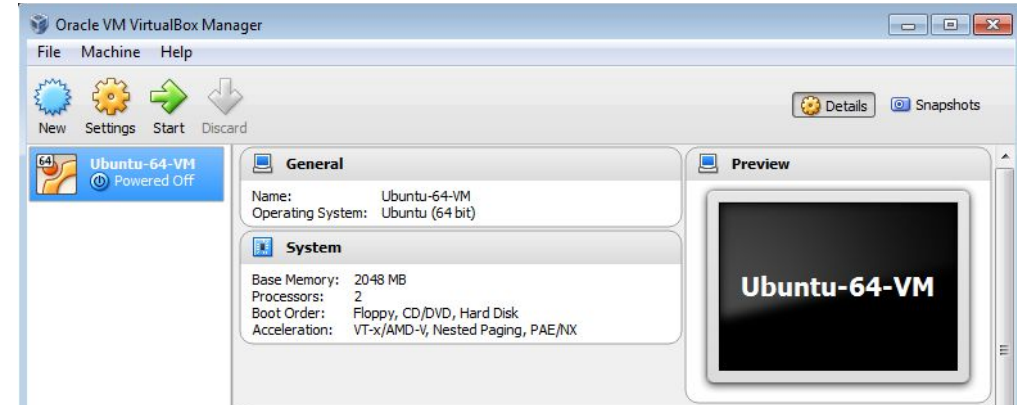 Oracle VM VirtualBox Manager
File Machine Help
New Settings Start Discard
Details Snapshots
64 Ubuntu-64-VM
Powered Off
General
Name: Ubuntu-64-VM
Operating System: Ubuntu (64 bit)
System
Base Memory: 2048 MB
Processors: 2
Boot Order: Floppy, CD/DVD, Hard Disk
Acceleration: VT-x/AMD-V, Nested Paging, PAE/NX
Preview
Ubuntu-64-VM